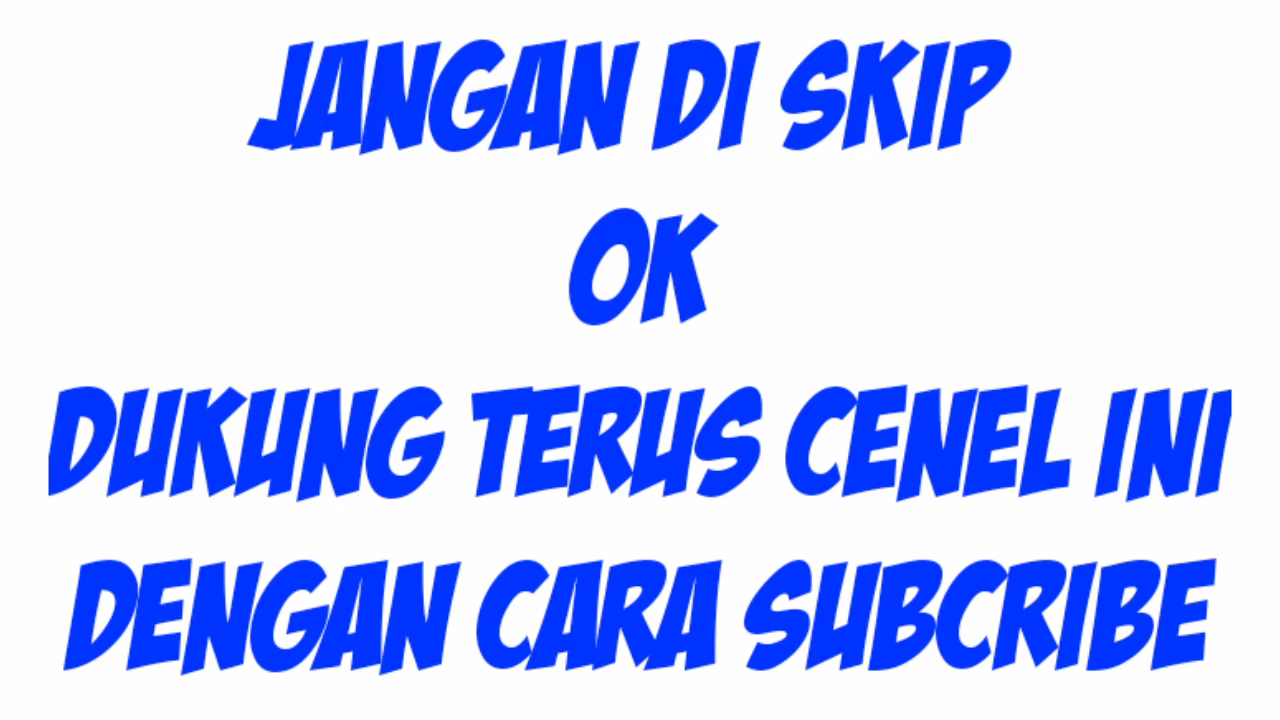 JANGAN DI SKIP
OK
DUKUNG TERUS CENEL INI
DENGAN CARA SUBCRIBE